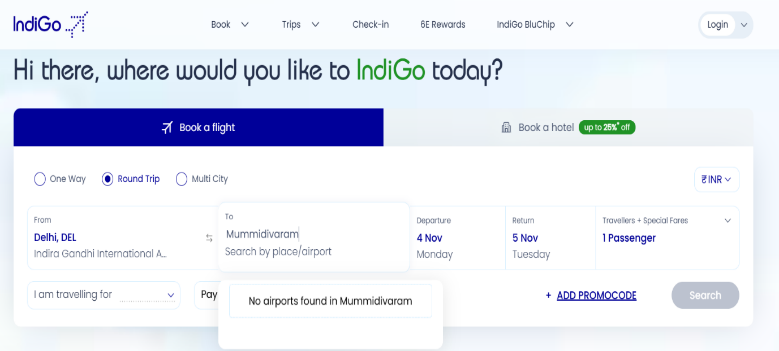 IndiGo Book Trips Check-in 6E Rewards IndiGo BluChip Login
Hi there, where would you like to IndiGo today?
Book a flight Book a hotel up to 25%* off
One Way Round Trip Multi City ₹ INR
From To Departure Return Travellers + Special Fares
Delhi, DEL Mummidivaram 4 Nov 5 Nov 1 Passenger
Indira Gandhi International A... Search by place/airport Monday Tuesday
I am travelling for Pay + ADD PROMOCODE Search
No airports found in Mummidivaram